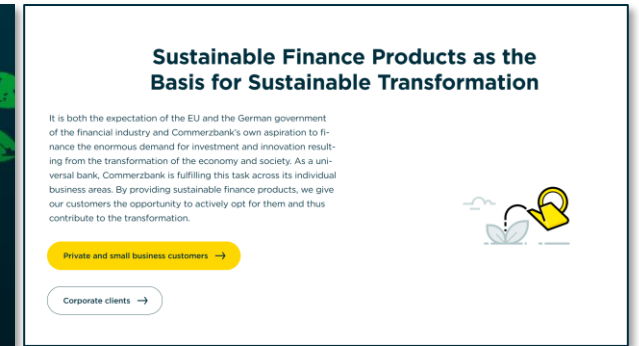 Sustainable Finance Products as the
Basis for Sustainable Transformation
It is both the expectation of the EU and the German government
of the financial industry and Commerzbank's own aspiration to fi-
nance the enormous demand for investment and innovation result-
ing from the transformation of the economy and society. As a uni-
versal bank, Commerzbank is fulfilling this task across its individual
business areas. By providing sustainable finance products, we give
our customers the opportunity to actively opt for them and thus
contribute to the transformation.
Private and small business customers →
Corporate clients →